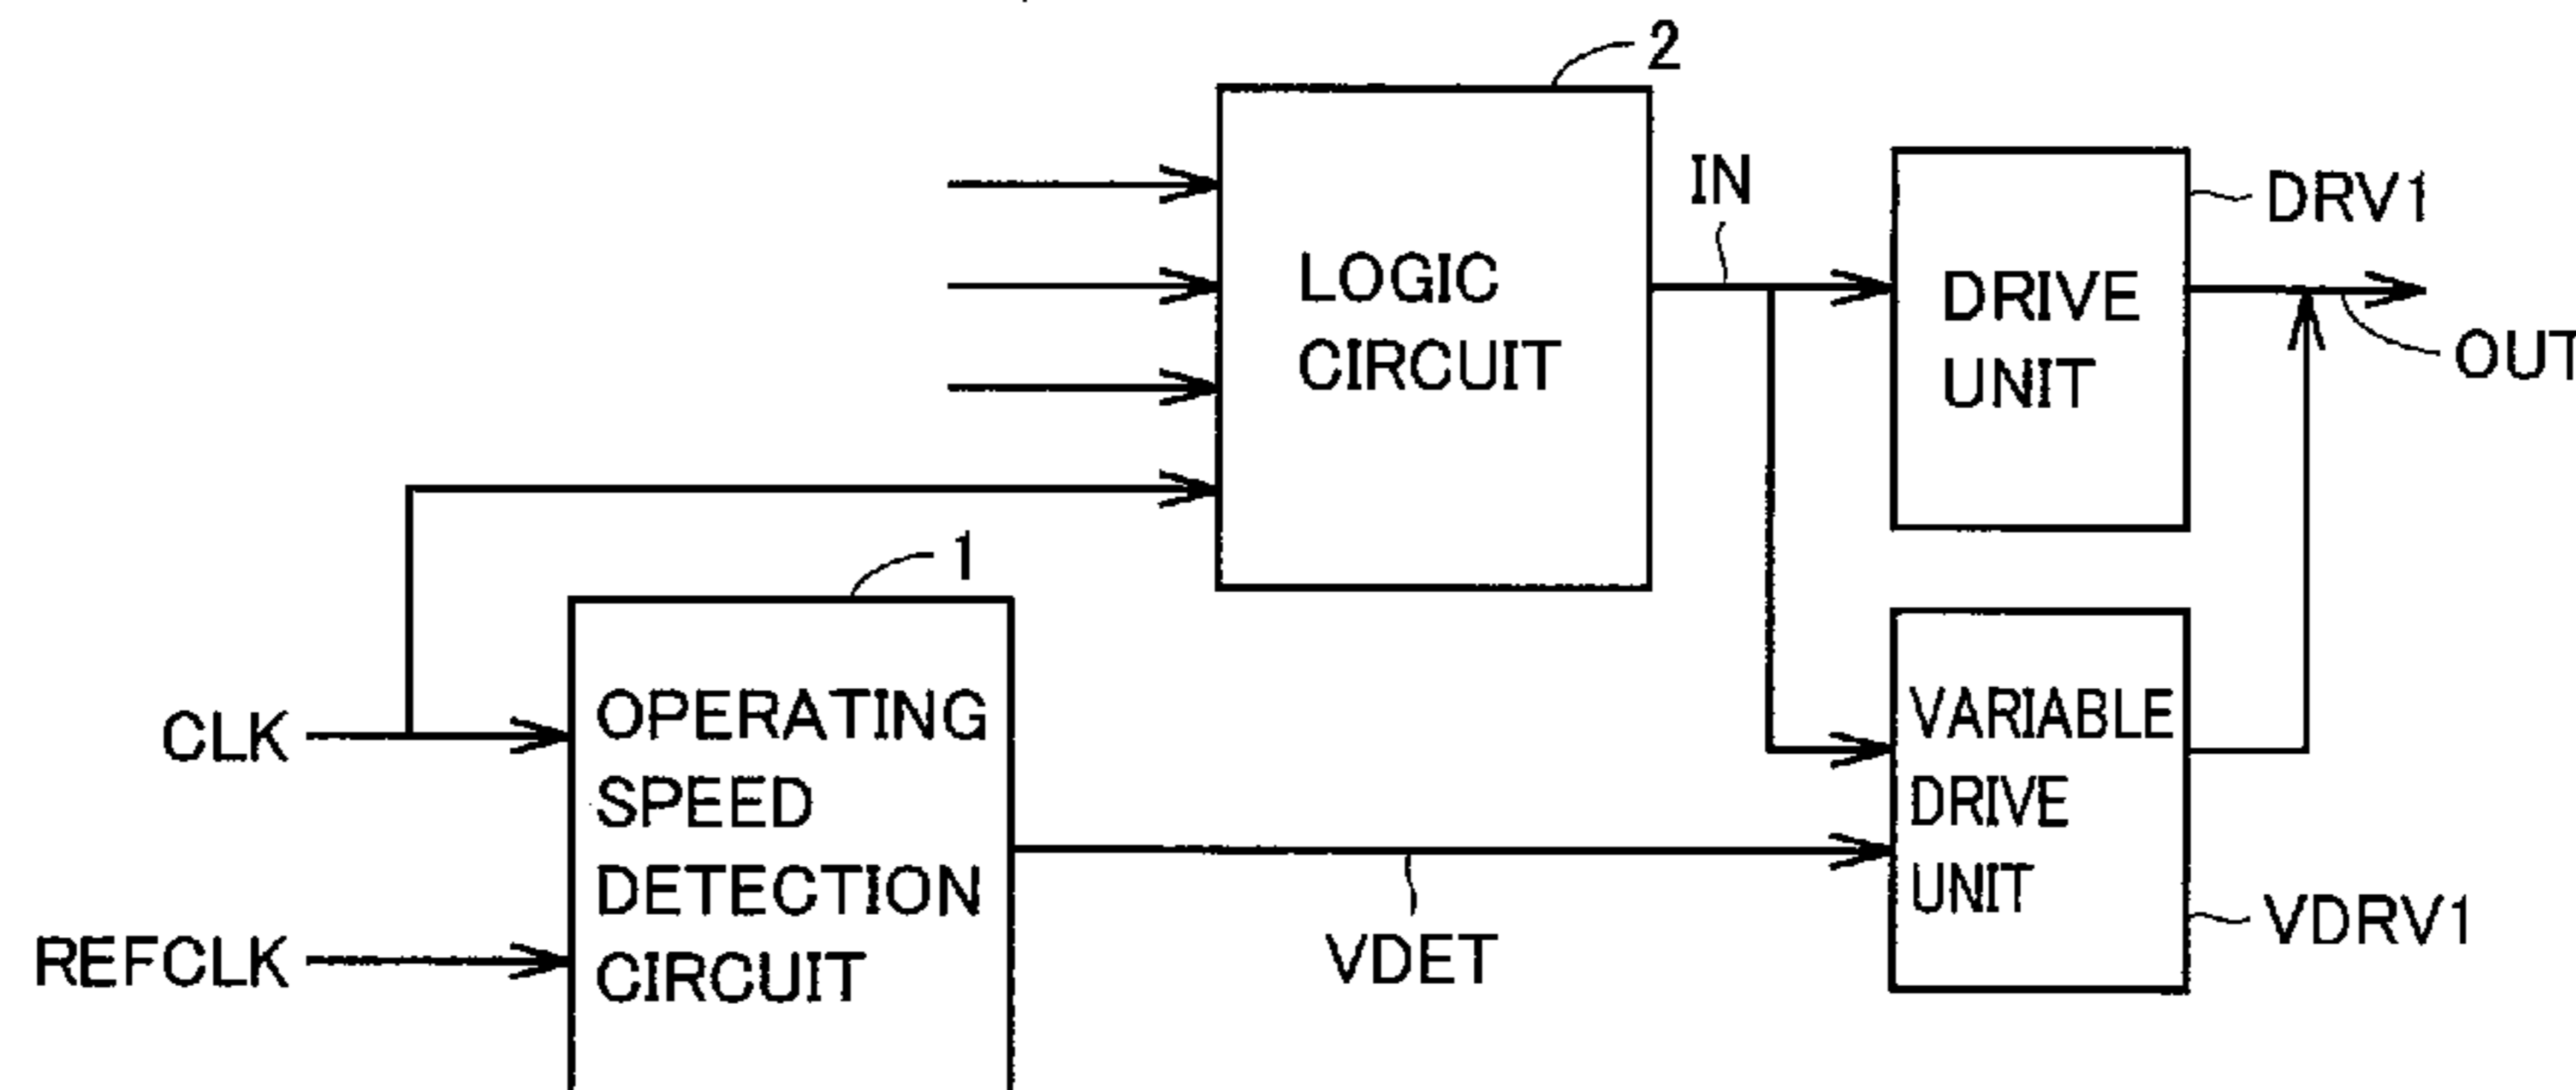 2
LOGIC
CIRCUIT
IN
DRIVE
UNIT
DRV1
OUT
1
CLK
REFCLK
OPERATING
SPEED
DETECTION
CIRCUIT
VDET
VARIABLE
DRIVE
UNIT
VDRV1